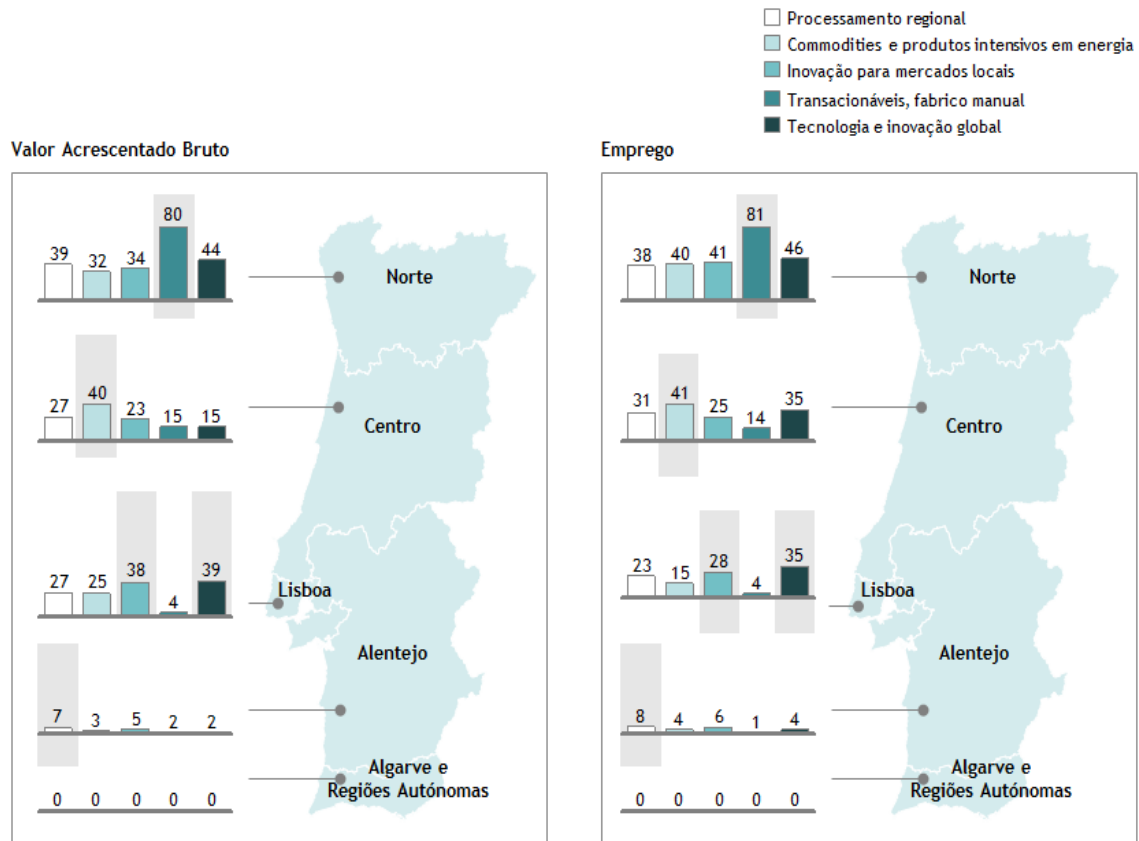 Processamento regional
Commodities e produtos intensivos em energia
Inovação para mercados locais
Transacionáveis, fabrico manual
Tecnologia e inovação global
Valor Acrescentado Bruto
39 32 34 80 44
Norte
27 40 23 15 15
Centro
27 25 38 4 39
Lisboa
Alentejo
7 3 5 2 2
Algarve e
Regiões Autónomas
0 0 0 0 0
Emprego
38 40 41 81 46
Norte
31 41 25 14 35
Centro
23 15 28 4 35
Lisboa
Alentejo
8 4 6 1 4
Algarve e
Regiões Autónomas
0 0 0 0 0